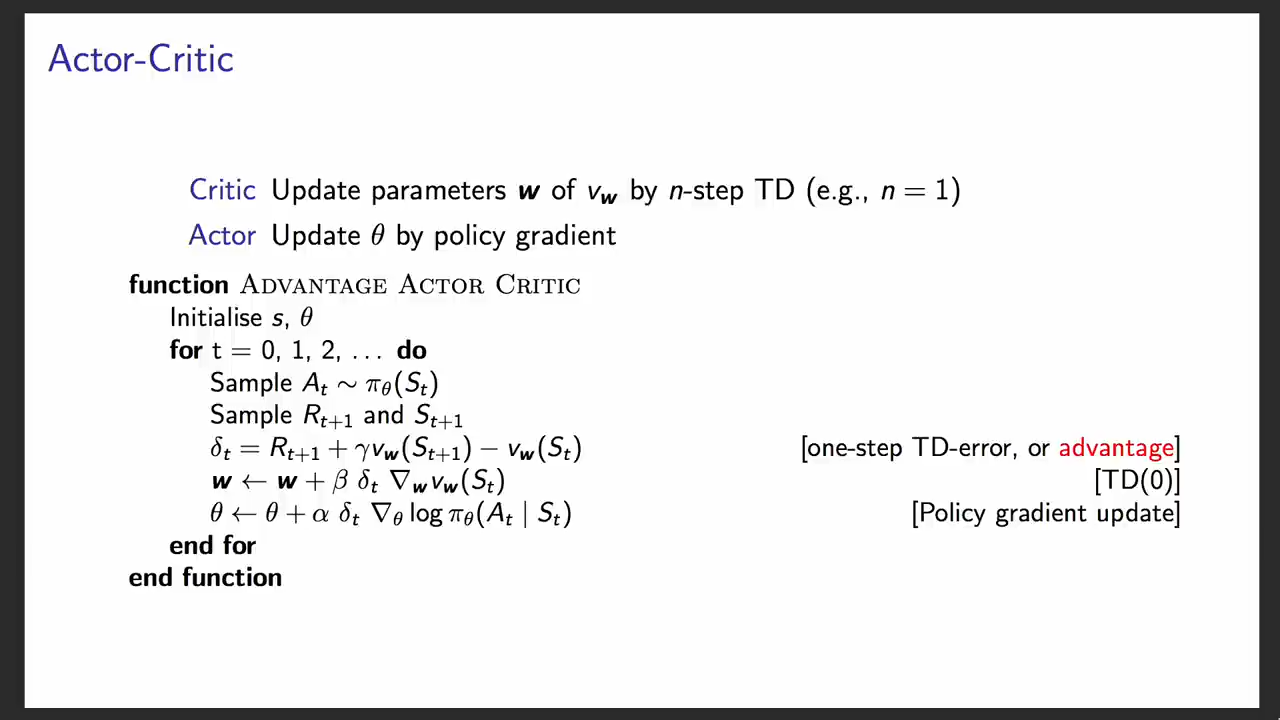 Actor-Critic
Critic Update parameters w of v_w by n-step TD (e.g., n = 1)
Actor Update θ by policy gradient
function Advantage Actor Critic
Initialise s, θ
for t = 0, 1, 2, … do
Sample A_t ∼ π_θ(S_t)
Sample R_{t+1} and S_{t+1}
δ_t = R_{t+1} + γv_w(S_{t+1}) − v_w(S_t) [one-step TD-error, or advantage]
w ← w + β δ_t ∇_w v_w(S_t) [TD(0)]
θ ← θ + α δ_t ∇_θ log π_θ(A_t | S_t) [Policy gradient update]
end for
end function